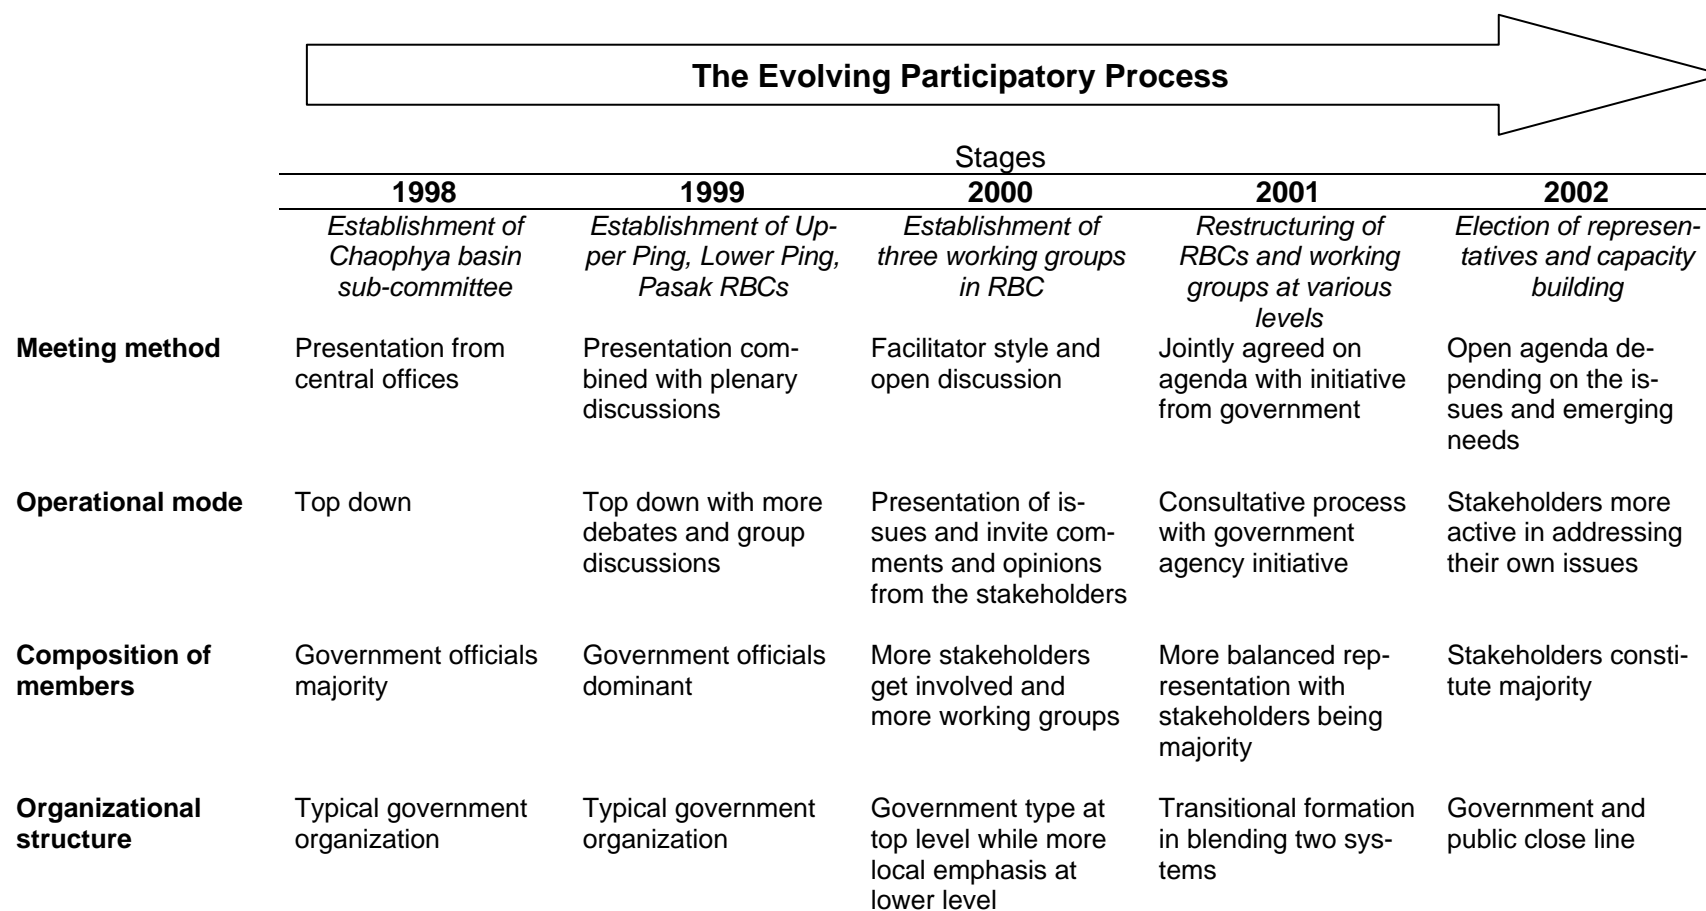 The Evolving Participatory Process
Stages
1998 1999 2000 2001 2002
Establishment of Establishment of Up- Establishment of Restructuring of Election of represen-
Chaophya basin per Ping, Lower Ping, three working groups RBCs and working tatives and capacity
sub-committee Pasak RBCs in RBC groups at various building
levels
Meeting method Presentation from Presentation com- Facilitator style and Jointly agreed on Open agenda de-
central offices bined with plenary open discussion agenda with initiative pending on the is-
discussions from government sues and emerging
needs
Operational mode Top down Top down with more Presentation of is- Consultative process Stakeholders more
debates and group sues and invite com- with government active in addressing
discussions ments and opinions agency initiative their own issues
from the stakeholders
Composition of Government officials Government officials More stakeholders More balanced rep- Stakeholders consti-
members majority dominant get involved and resentation with tute majority
more working groups stakeholders being
majority
Organizational Typical government Typical government Government type at Transitional formation Government and
structure organization organization top level while more in blending two sys- public close line
local emphasis at tems
lower level